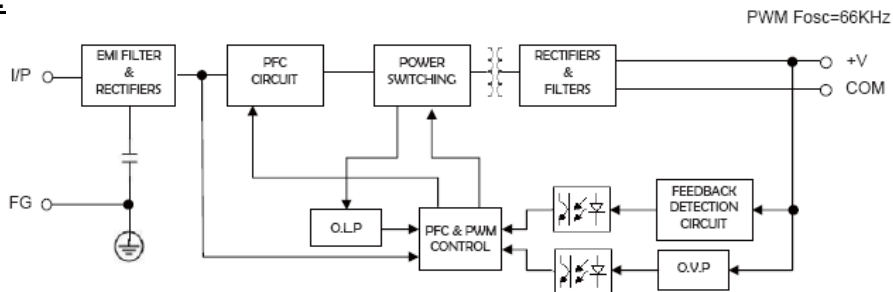 PWM Fosc=66KHz
I/P
EMI FILTER
&
RECTIFIERS
PFC
CIRCUIT
POWER
SWITCHING
RECTIFIERS
&
FILTERS
+V
COM
FG
O.L.P
PFC & PWM
CONTROL
FEEDBACK
DETECTION
CIRCUIT
O.V.P